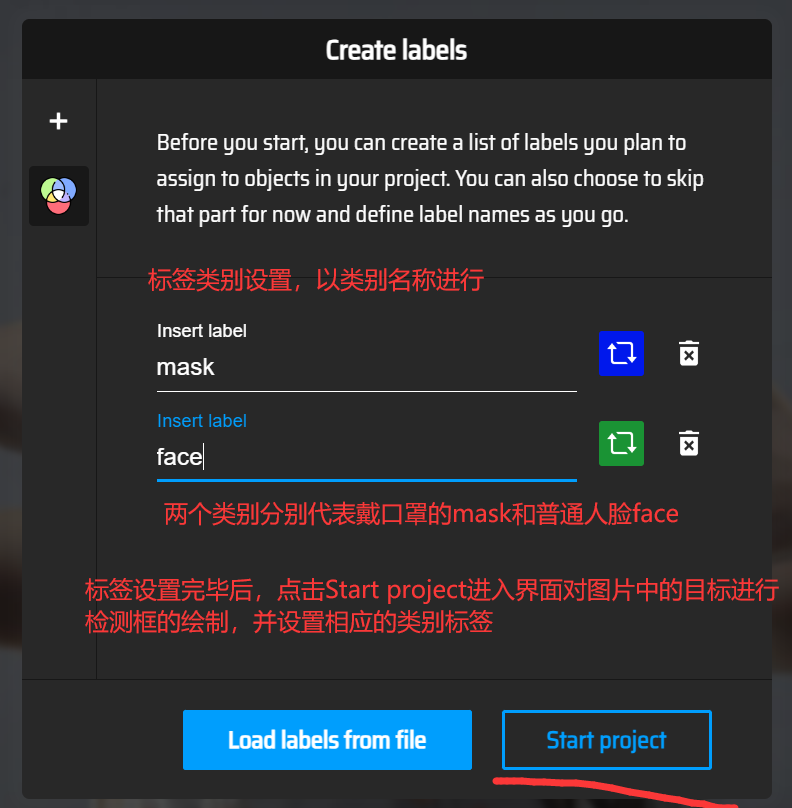 Create labels
Before you start, you can create a list of labels you plan to
assign to objects in your project. You can also choose to skip
that part for now and define label names as you go.
标签类别设置，以类别名称进行
Insert label
mask
Insert label
face
两个类别分别代表戴口罩的mask和普通人脸face
标签设置完毕后，点击Start project进入界面对图片中的目标进行
检测框的绘制，并设置相应的类别标签
Load labels from file
Start project